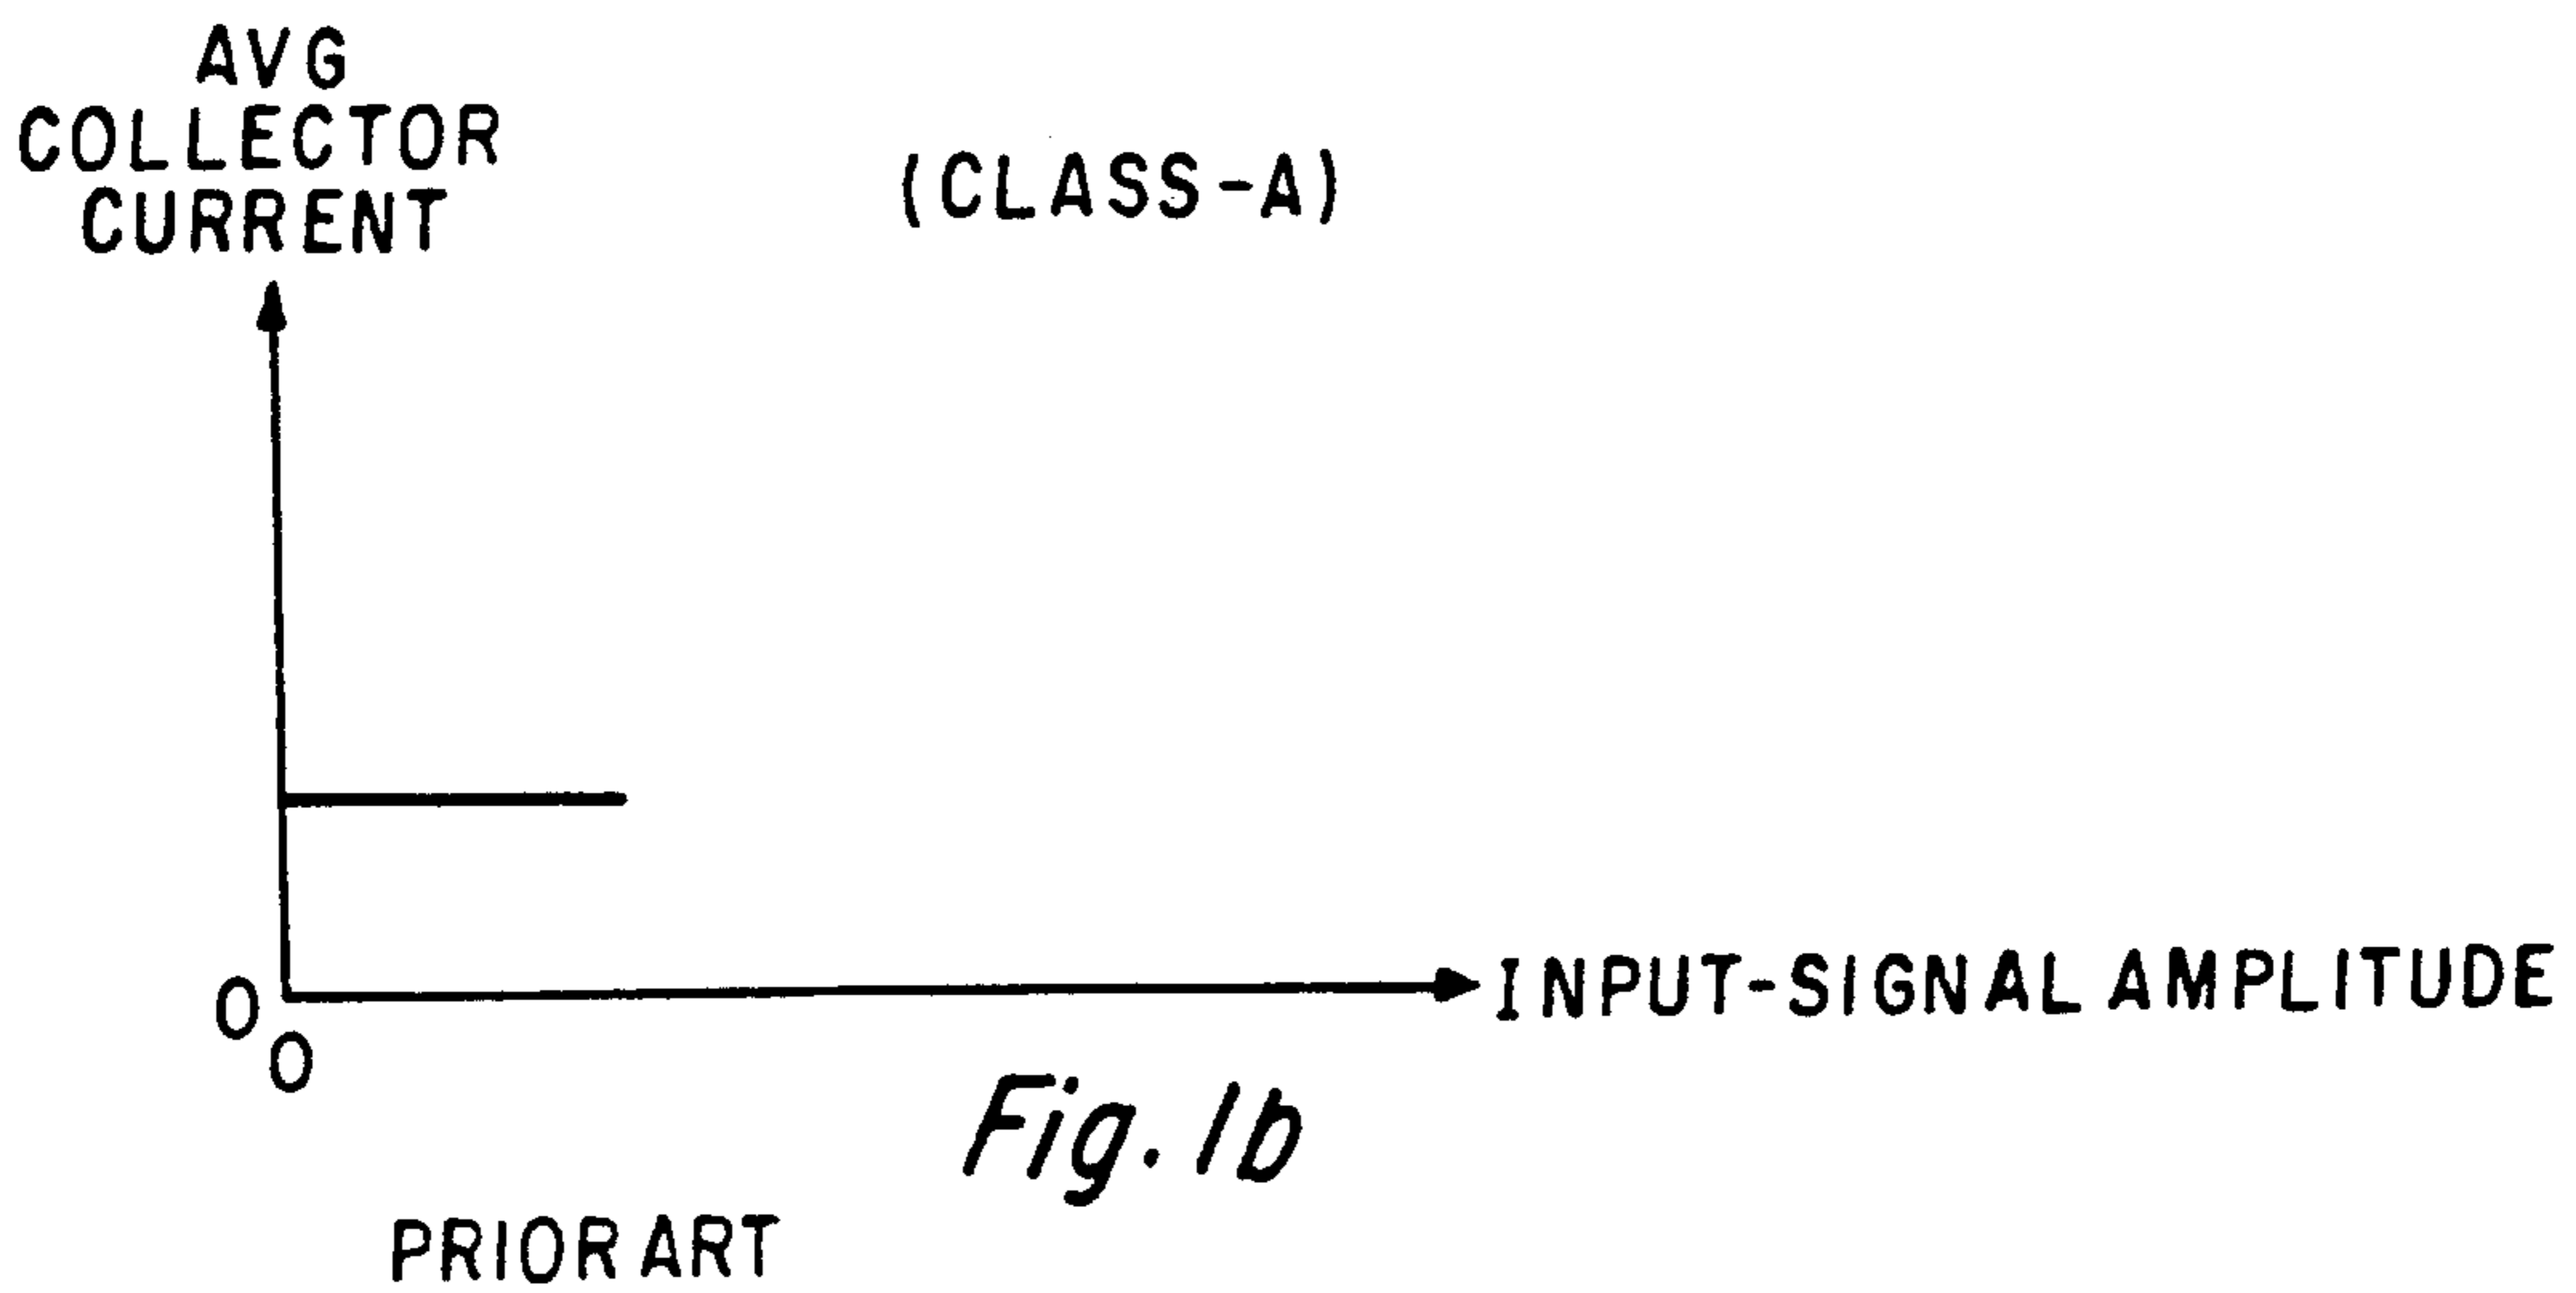 AVG
COLLECTOR
CURRENT
(CLASS-A)
0
0
INPUT-SIGNAL AMPLITUDE
Fig. 1b
PRIOR ART